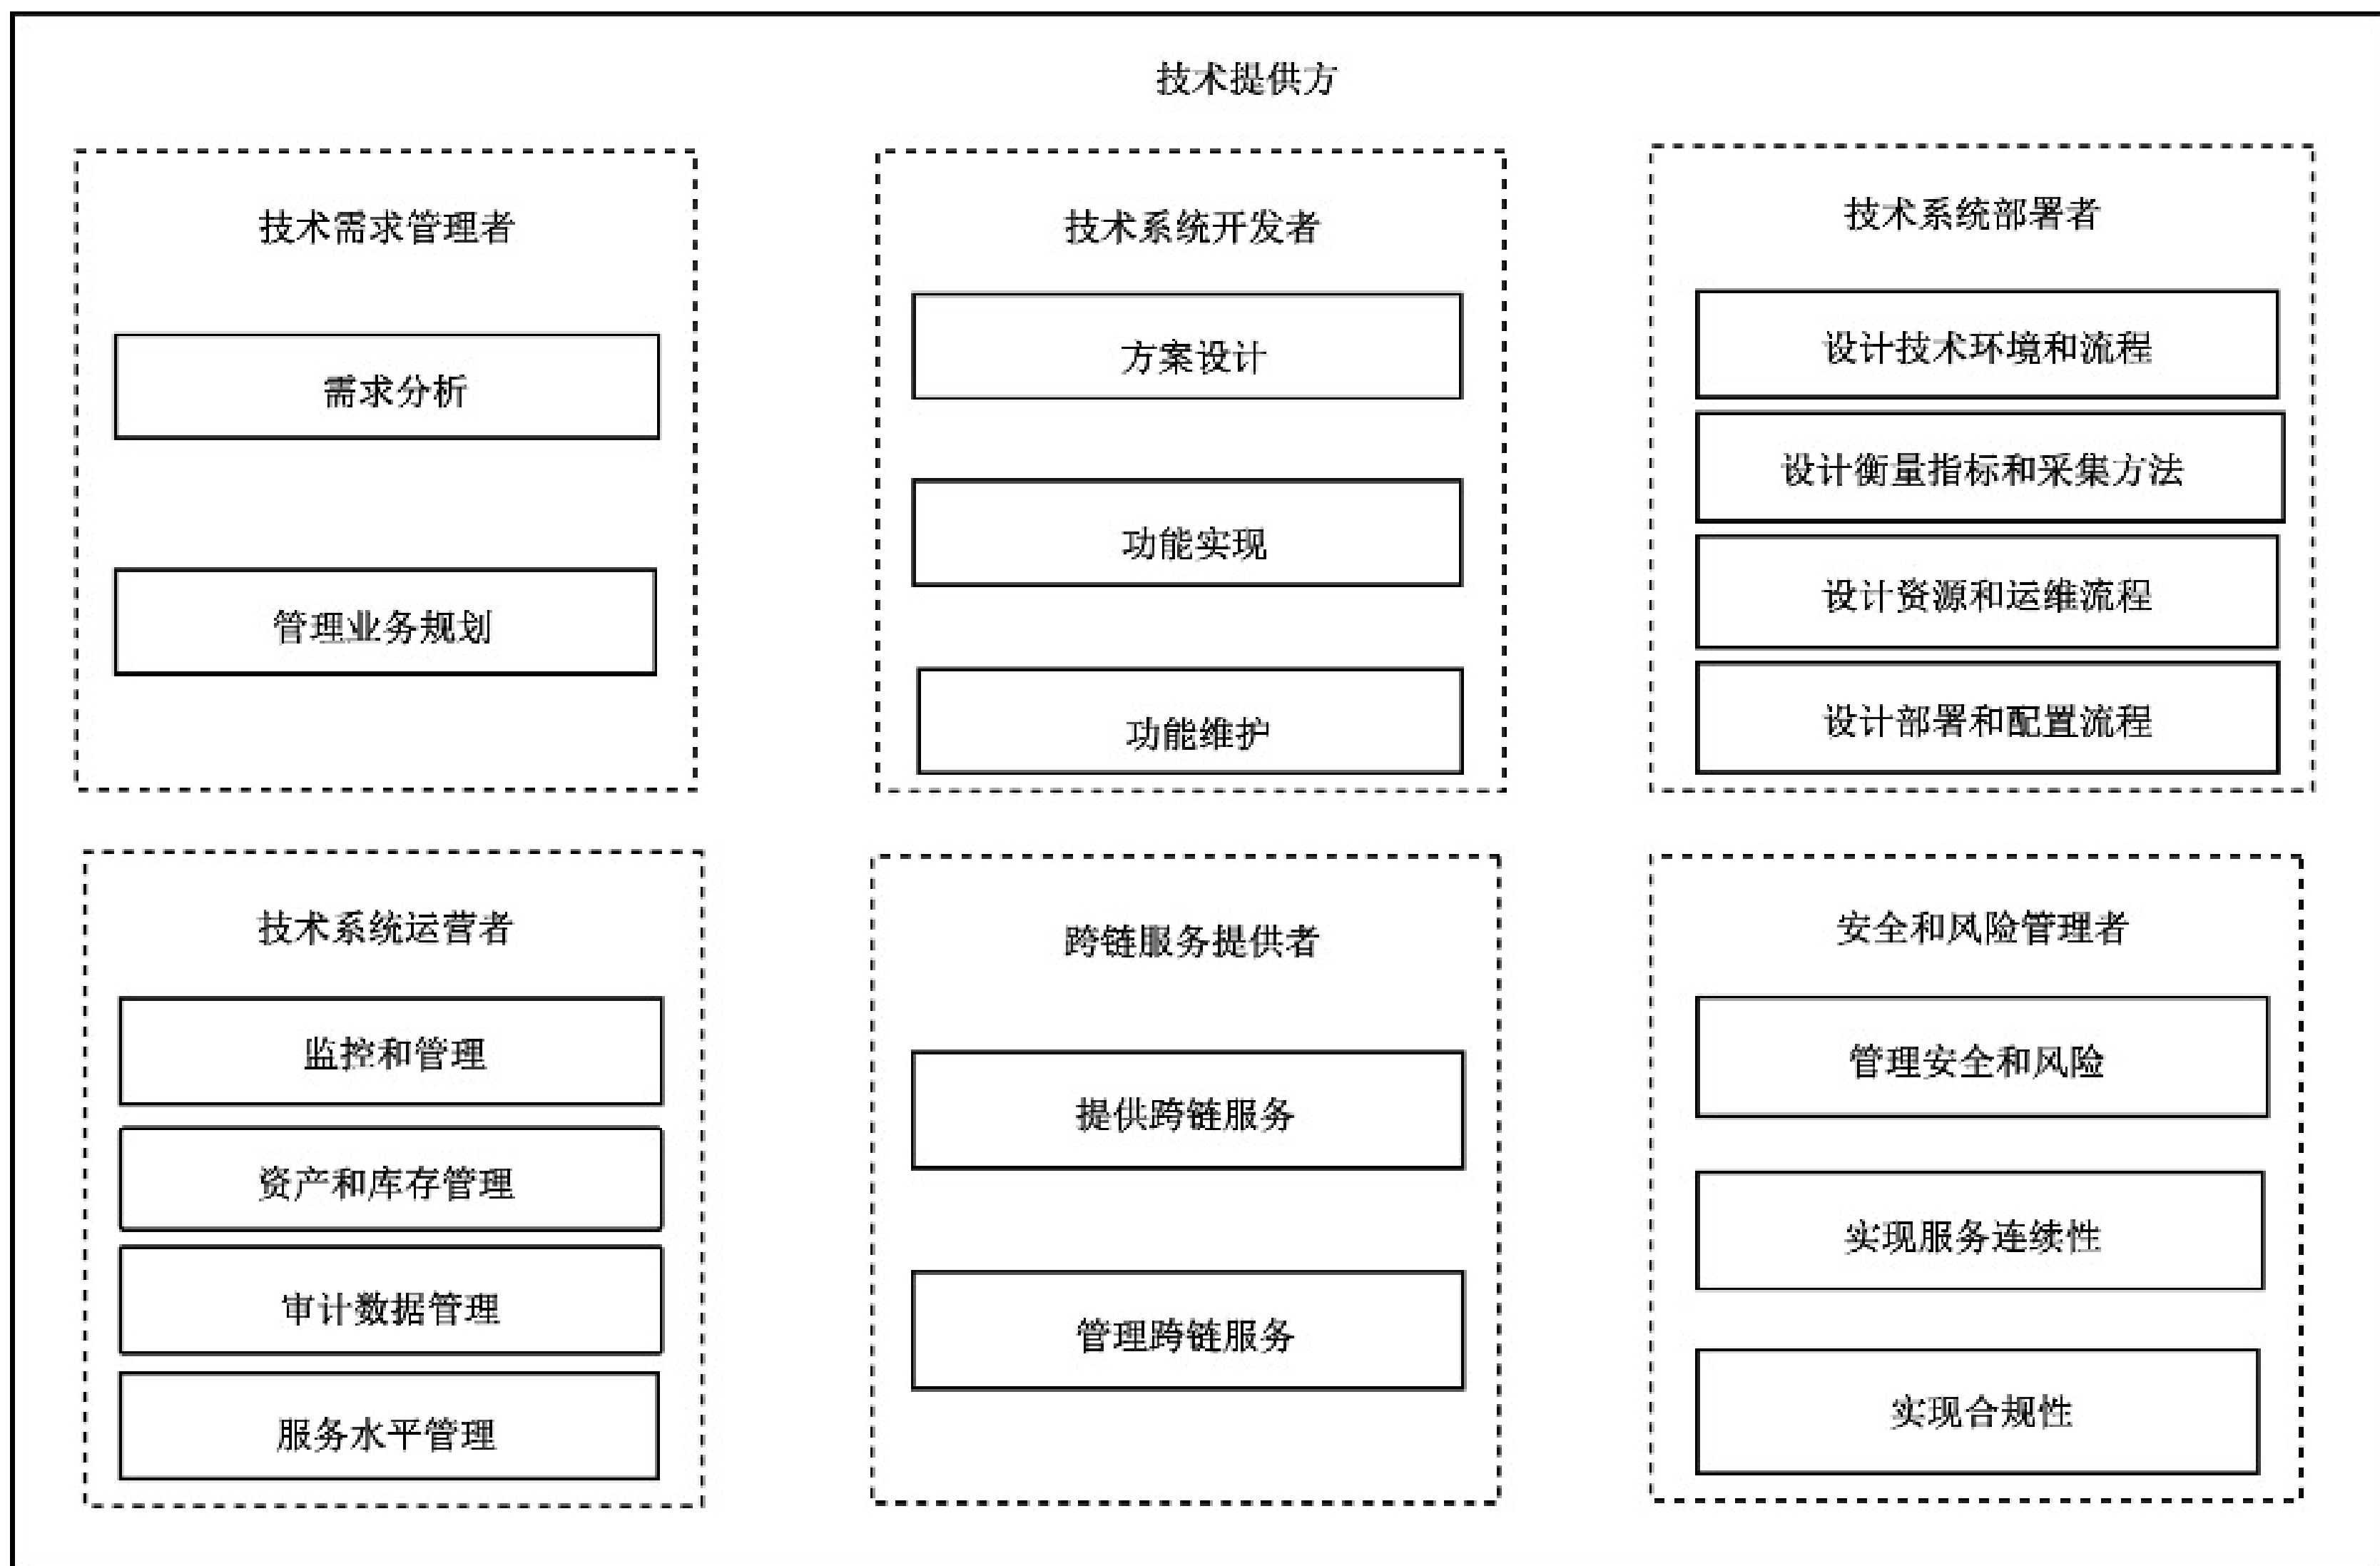 技术提供方
技术需求管理者
需求分析
管理业务规划
技术系统开发者
方案设计
功能实现
功能维护
技术系统部署者
设计技术环境和流程
设计衡量指标和采集方法
设计资源和运维流程
设计部署和配置流程
技术系统运营者
监控和管理
资产和库存管理
审计数据管理
服务水平管理
跨链服务提供者
提供跨链服务
管理跨链服务
安全和风险管理者
管理安全和风险
实现服务连续性
实现合规性